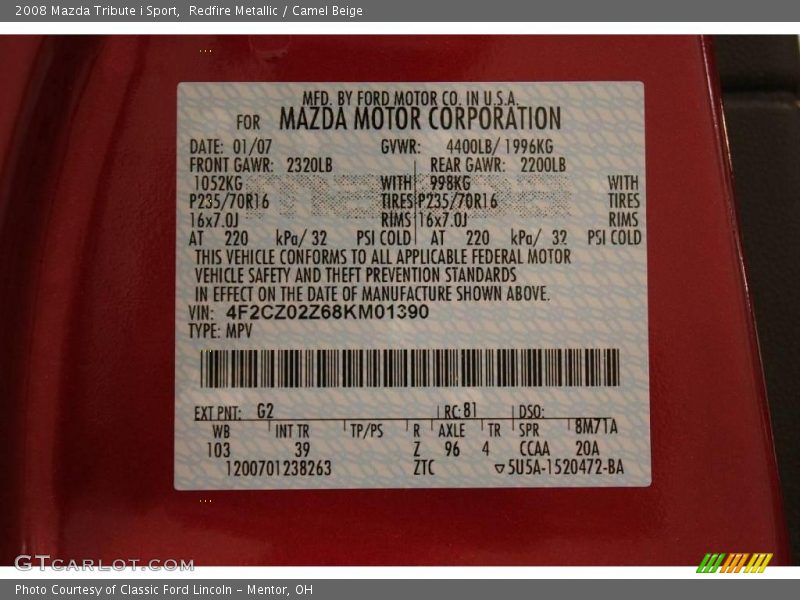 2008 Mazda Tribute i Sport,  Redfire Metallic / Camel Beige
MFD. BY FORD MOTOR CO. IN U.S.A.
FOR MAZDA MOTOR CORPORATION
DATE: 01/07 GVWR: 4400LB/ 1996KG
FRONT GAWR: 2320LB REAR GAWR: 2200LB
1052KG WITH 998KG WITH
P235/70R16 TIRES P235/70R16 TIRES
16x7.0J RIMS 16x7.0J RIMS
AT 220 kPa/ 32 PSI COLD AT 220 kPa/ 32 PSI COLD
THIS VEHICLE CONFORMS TO ALL APPLICABLE FEDERAL MOTOR
VEHICLE SAFETY AND THEFT PREVENTION STANDARDS
IN EFFECT ON THE DATE OF MANUFACTURE SHOWN ABOVE.
VIN: 4F2CZ02Z68KM01390
TYPE: MPV
EXT PNT: G2 RC: 81 DSO:
WB INT TR TP/PS R AXLE TR SPR 8M71A
103 39 Z 96 4 CCAA 20A
1200701238263 ZTC 5U5A-1520472-BA
GTCARLOT.COM
Photo Courtesy of Classic Ford Lincoln - Mentor, OH